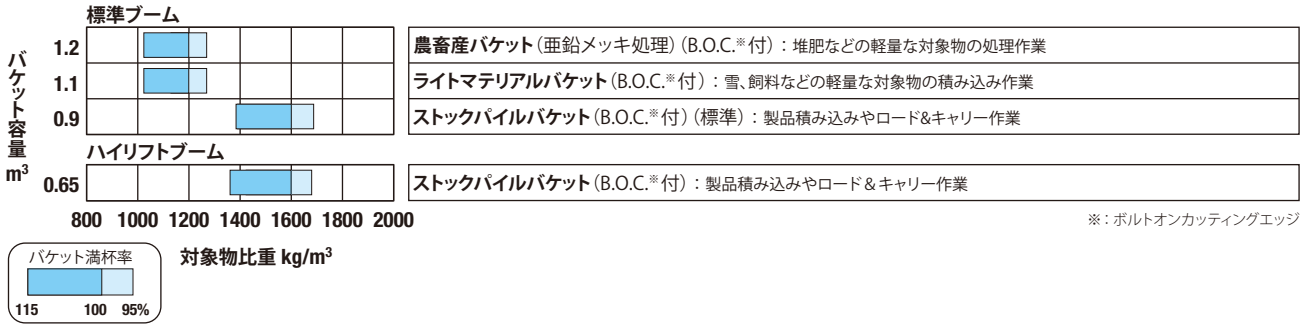 標準ブーム
バケット容量 m³
1.2
農畜産バケット(亜鉛メッキ処理)(B.O.C.※付):堆肥などの軽量な対象物の処理作業
1.1
ライトマテリアルバケット(B.O.C.※付):雪、飼料などの軽量な対象物の積み込み作業
0.9
ストックパイルバケット(B.O.C.※付)(標準):製品積み込みやロード&キャリー作業
ハイリフトブーム
0.65
ストックパイルバケット(B.O.C.※付):製品積み込みやロード&キャリー作業
800 1000 1200 1400 1600 1800 2000
※:ボルトオンカッティングエッジ
対象物比重 kg/m³
バケット満杯率
115 100 95%